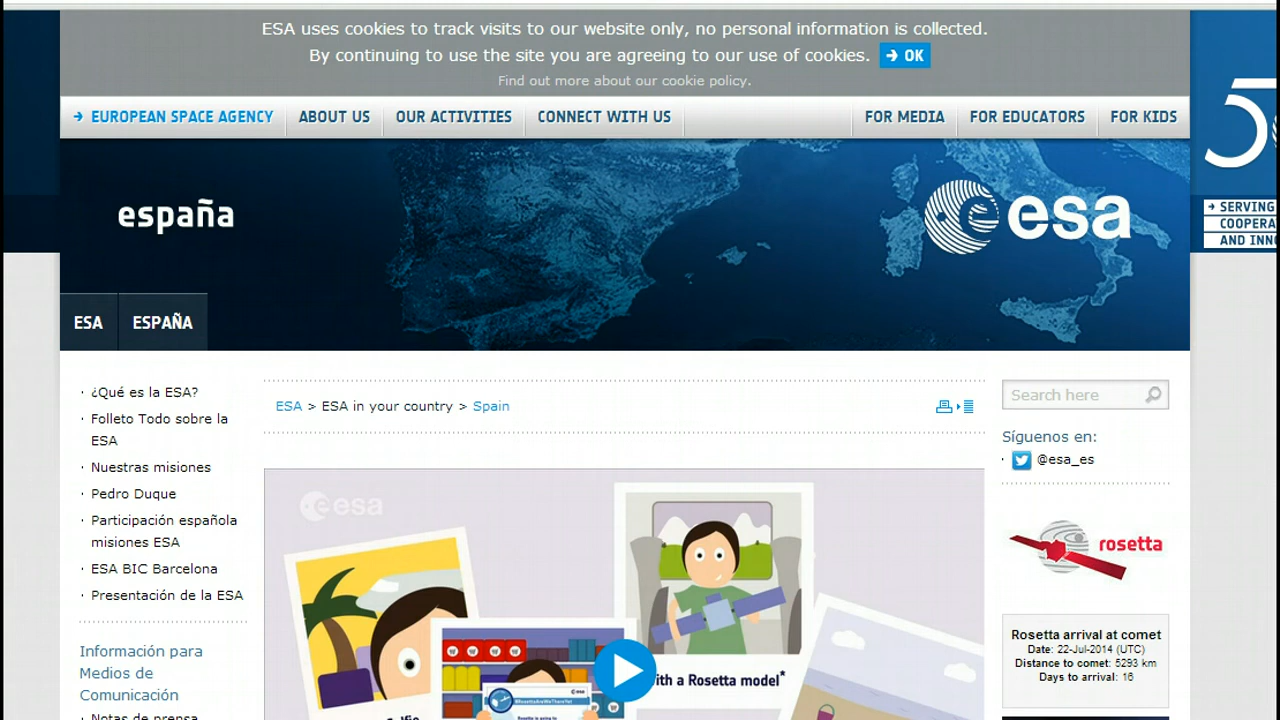 ESA uses cookies to track visits to our website only, no personal information is collected.
By continuing to use the site you are agreeing to our use of cookies. OK
Find out more about our cookie policy.
EUROPEAN SPACE AGENCY ABOUT US OUR ACTIVITIES CONNECT WITH US FOR MEDIA FOR EDUCATORS FOR KIDS
5
SERVING
COOPERA
AND INNO
españa
esa
ESA ESPAÑA
· ¿Qué es la ESA?
· Folleto Todo sobre la
ESA
· Nuestras misiones
· Pedro Duque
· Participación española
misiones ESA
· ESA BIC Barcelona
· Presentación de la ESA
Información para
Medios de
Comunicación
· Notas de prensa
ESA > ESA in your country > Spain
esa
with a Rosetta model*
esa
#RosettaAreWeThereYet
Search here
Síguenos en:
· @esa_es
rosetta
Rosetta arrival at comet
Date: 22-Jul-2014 (UTC)
Distance to comet: 5293 km
Days to arrival: 16